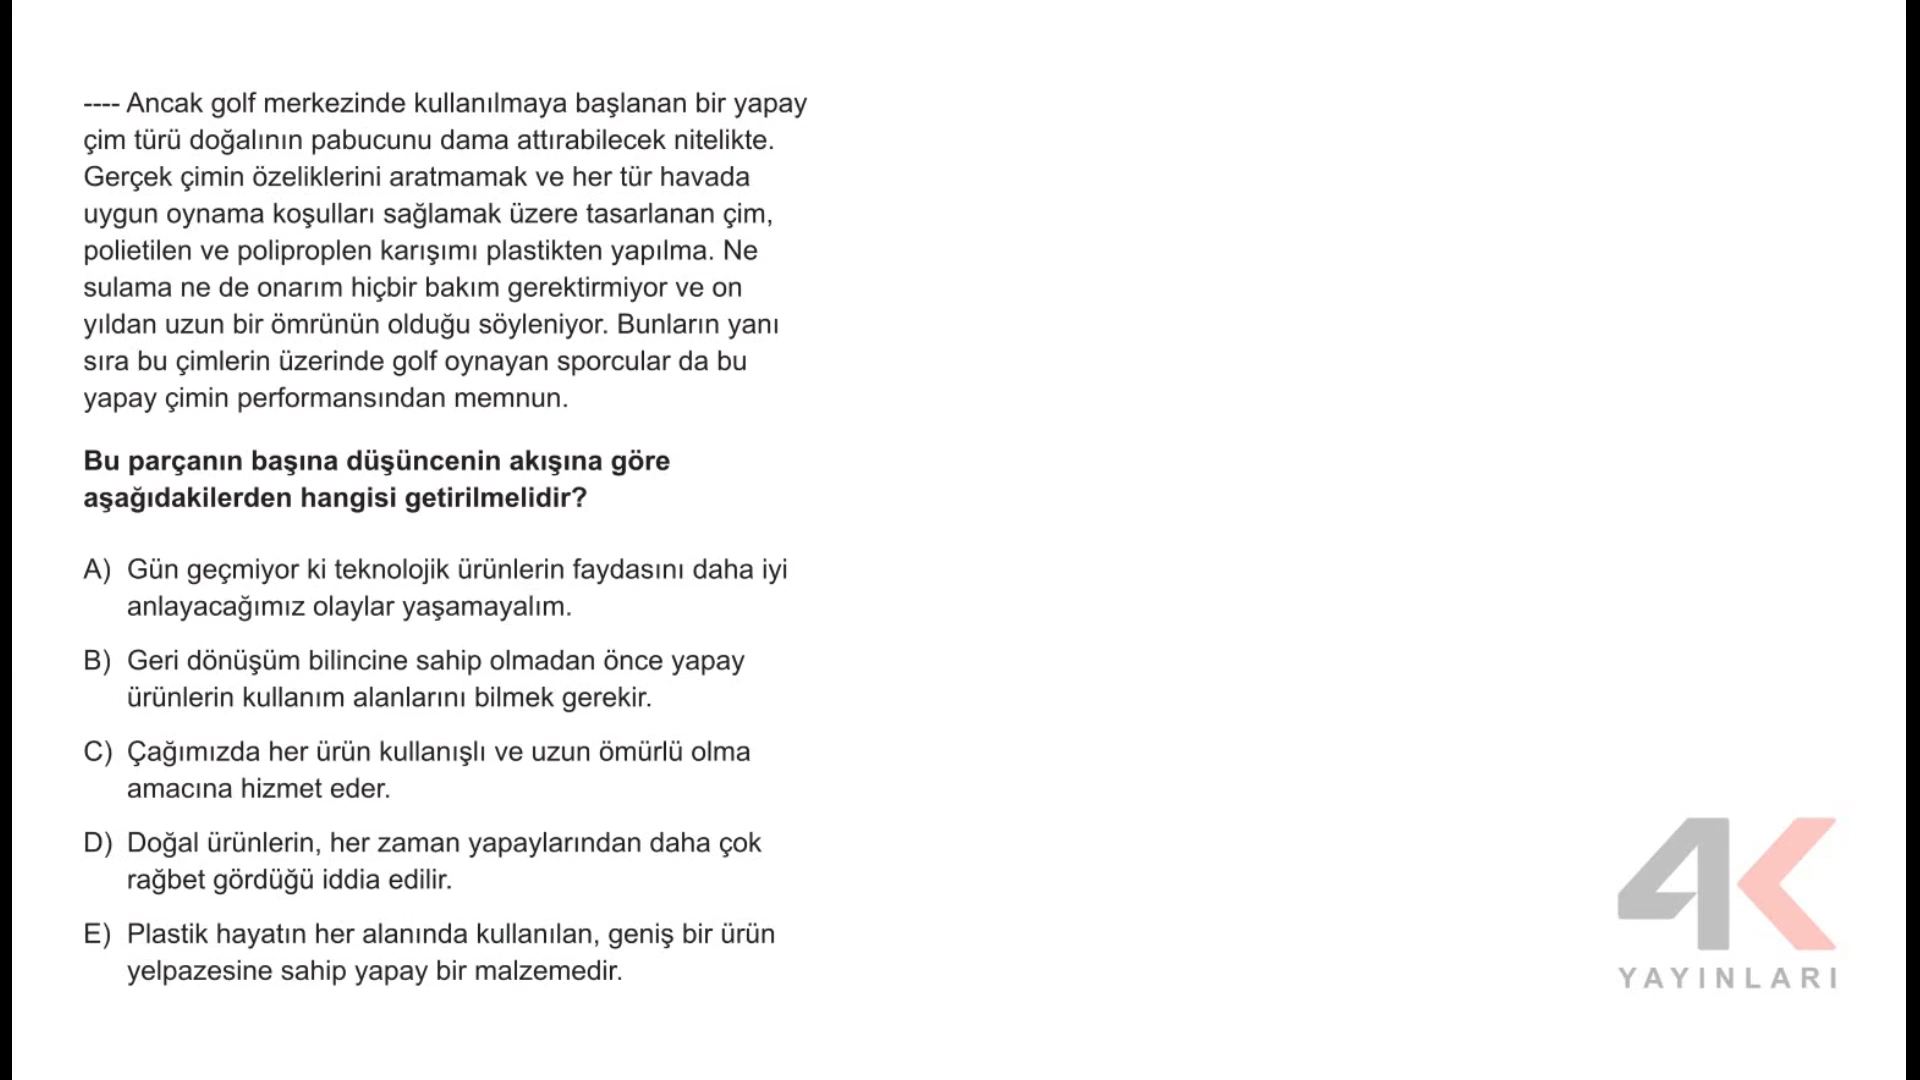 ---- Ancak golf merkezinde kullanılmaya başlanan bir yapay
çim türü doğalının pabucunu dama attırabilecek nitelikte.
Gerçek çimin özeliklerini aratmamak ve her tür havada
uygun oynama koşulları sağlamak üzere tasarlanan çim,
polietilen ve poliproplen karışımı plastikten yapılma. Ne
sulama ne de onarım hiçbir bakım gerektirmiyor ve on
yıldan uzun bir ömrünün olduğu söyleniyor. Bunların yanı
sıra bu çimlerin üzerinde golf oynayan sporcular da bu
yapay çimin performansından memnun.
Bu parçanın başına düşüncenin akışına göre
aşağıdakilerden hangisi getirilmelidir?
A) Gün geçmiyor ki teknolojik ürünlerin faydasını daha iyi
anlayacağımız olaylar yaşamayalım.
B) Geri dönüşüm bilincine sahip olmadan önce yapay
ürünlerin kullanım alanlarını bilmek gerekir.
C) Çağımızda her ürün kullanışlı ve uzun ömürlü olma
amacına hizmet eder.
D) Doğal ürünlerin, her zaman yapaylarından daha çok
rağbet gördüğü iddia edilir.
E) Plastik hayatın her alanında kullanılan, geniş bir ürün
yelpazesine sahip yapay bir malzemedir.
4K
YAYINLARI